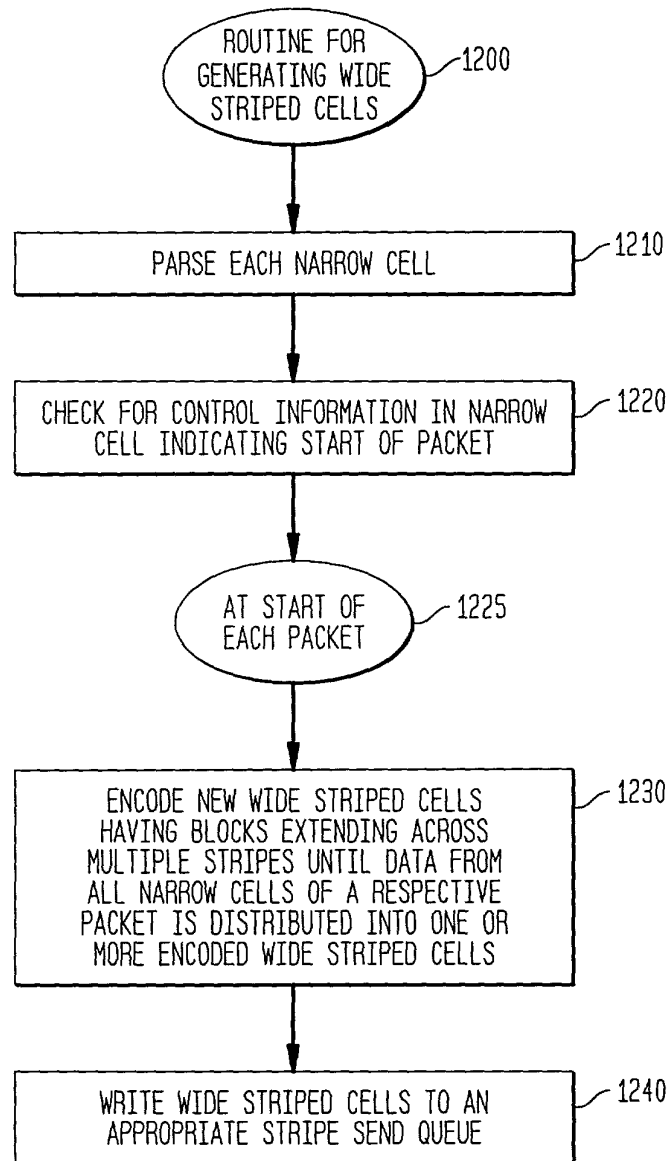 ROUTINE FOR
GENERATING WIDE
STRIPED CELLS
1200
PARSE EACH NARROW CELL
1210
CHECK FOR CONTROL INFORMATION IN NARROW
CELL INDICATING START OF PACKET
1220
AT START OF
EACH PACKET
1225
ENCODE NEW WIDE STRIPED CELLS
HAVING BLOCKS EXTENDING ACROSS
MULTIPLE STRIPES UNTIL DATA FROM
ALL NARROW CELLS OF A RESPECTIVE
PACKET IS DISTRIBUTED INTO ONE OR
MORE ENCODED WIDE STRIPED CELLS
1230
WRITE WIDE STRIPED CELLS TO AN
APPROPRIATE STRIPE SEND QUEUE
1240